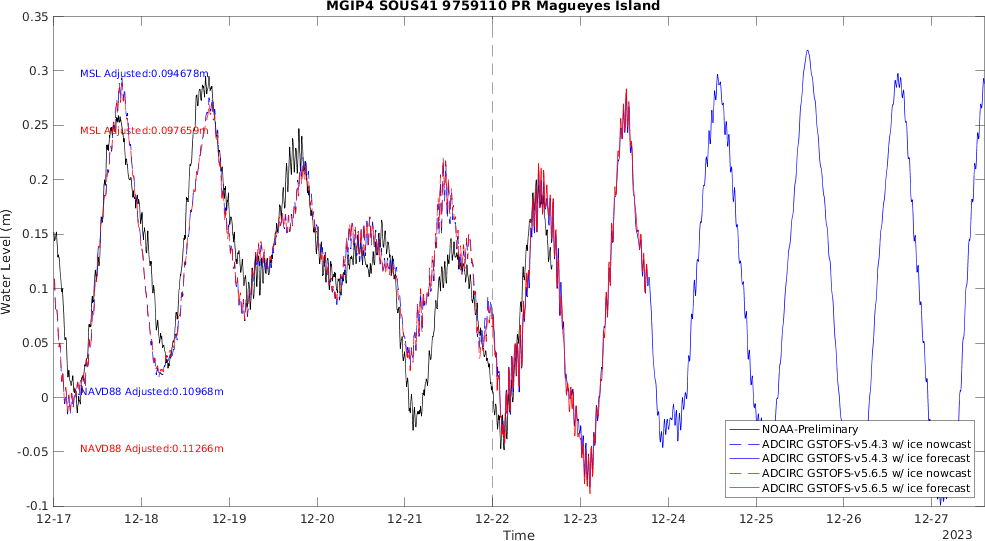 MGIP4 SOUS41 9759110 PR Magueyes Island
0.35
0.3
0.25
0.2
0.15
0.1
0.05
0
-0.05
-0.1
Water Level (m)
MSL Adjusted:0.094678m
MSL Adjusted:0.097659m
NAVD88 Adjusted:0.10968m
NAVD88 Adjusted:0.11266m
NOAA-Preliminary
ADCIRC GSTOFS-v5.4.3 w/ ice nowcast
ADCIRC GSTOFS-v5.4.3 w/ ice forecast
ADCIRC GSTOFS-v5.6.5 w/ ice nowcast
ADCIRC GSTOFS-v5.6.5 w/ ice forecast
12-17 12-18 12-19 12-20 12-21 12-22 12-23 12-24 12-25 12-26 12-27
2023
Time